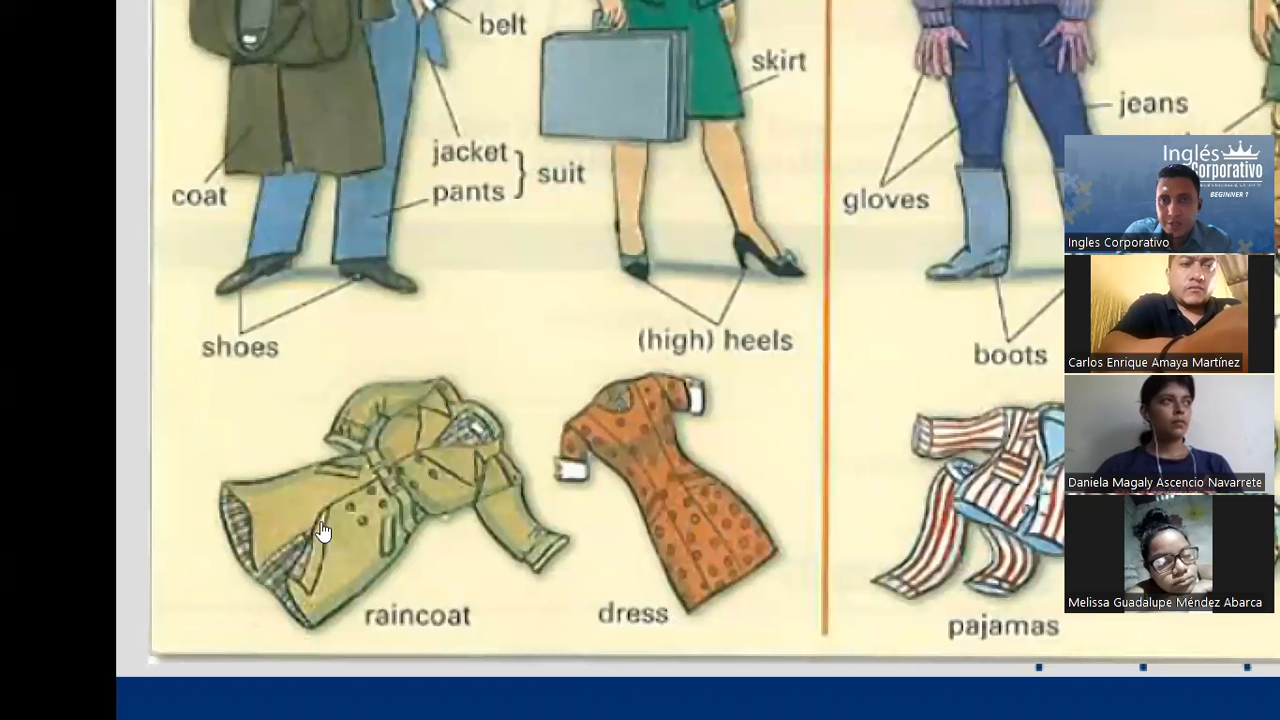 belt
skirt
jeans
jacket
pants
suit
coat
gloves
shoes
(high) heels
boots
raincoat
dress
pajamas
Inglés
Corporativo
BEGINNER 1
Ingles Corporativo
Carlos Enrique Amaya Martínez
Daniela Magaly Ascencio Navarrete
Melissa Guadalupe Méndez Abarca